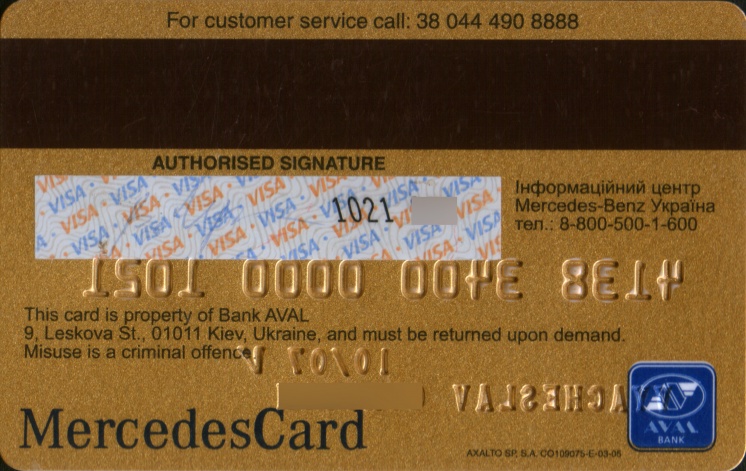 For customer service call: 38 044 490 8888
AUTHORISED SIGNATURE
1021
Інформаційний центр
Mercedes-Benz Україна
тел.: 8-800-500-1-600
This card is property of Bank AVAL
9, Leskova St., 01011 Kiev, Ukraine, and must be returned upon demand.
Misuse is a criminal offence
MercedesCard
AXALTO SP, S.A. CO109075-E-03-06
AVAL
BANK